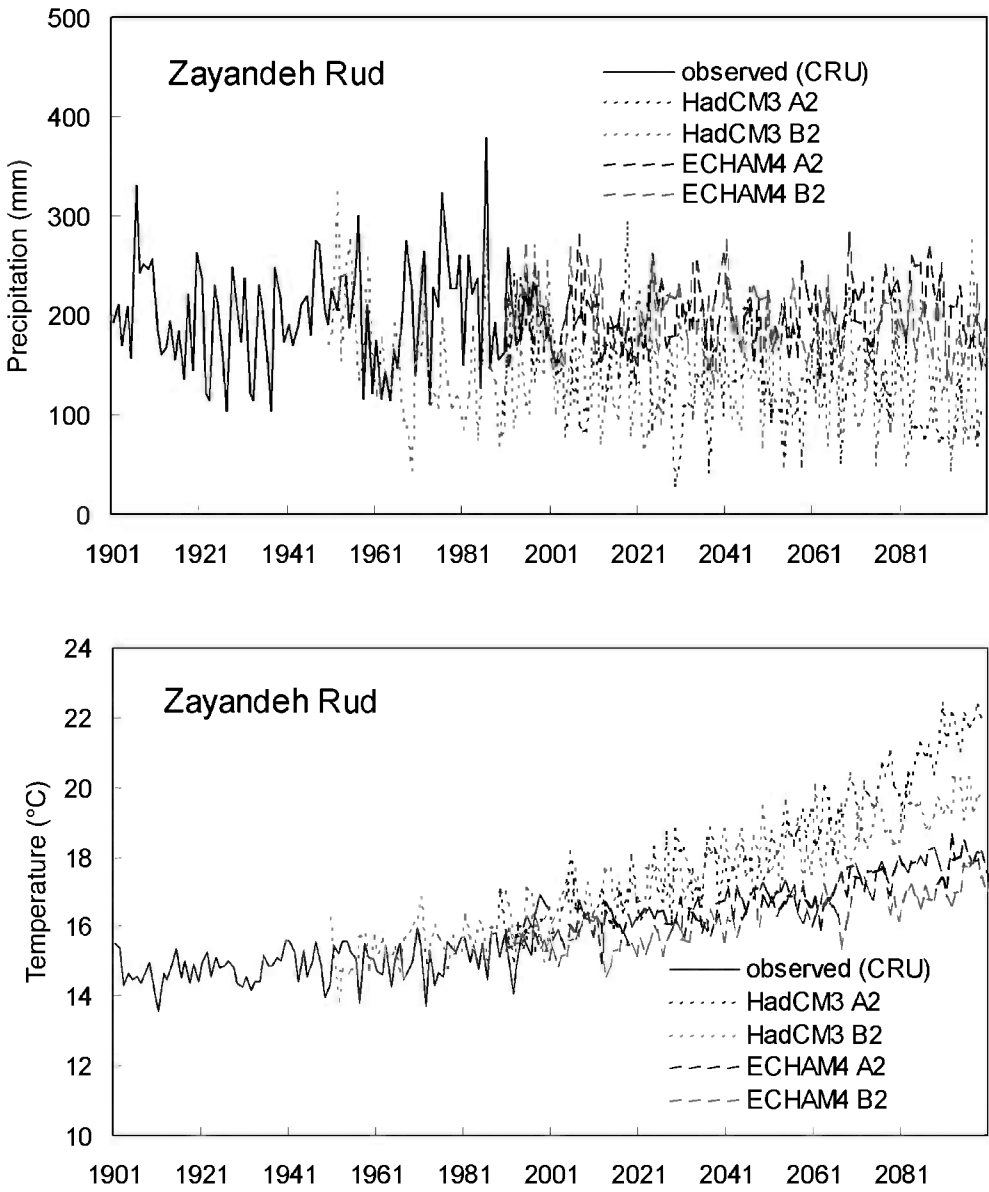 500
400
300
200
100
0
Precipitation (mm)
Zayandeh Rud
observed (CRU)
HadCM3 A2
HadCM3 B2
ECHAM4 A2
ECHAM4 B2
1901 1921 1941 1961 1981 2001 2021 2041 2061 2081
24
22
20
18
16
14
12
10
Temperature (°C)
Zayandeh Rud
observed (CRU)
HadCM3 A2
HadCM3 B2
ECHAM4 A2
ECHAM4 B2
1901 1921 1941 1961 1981 2001 2021 2041 2061 2081